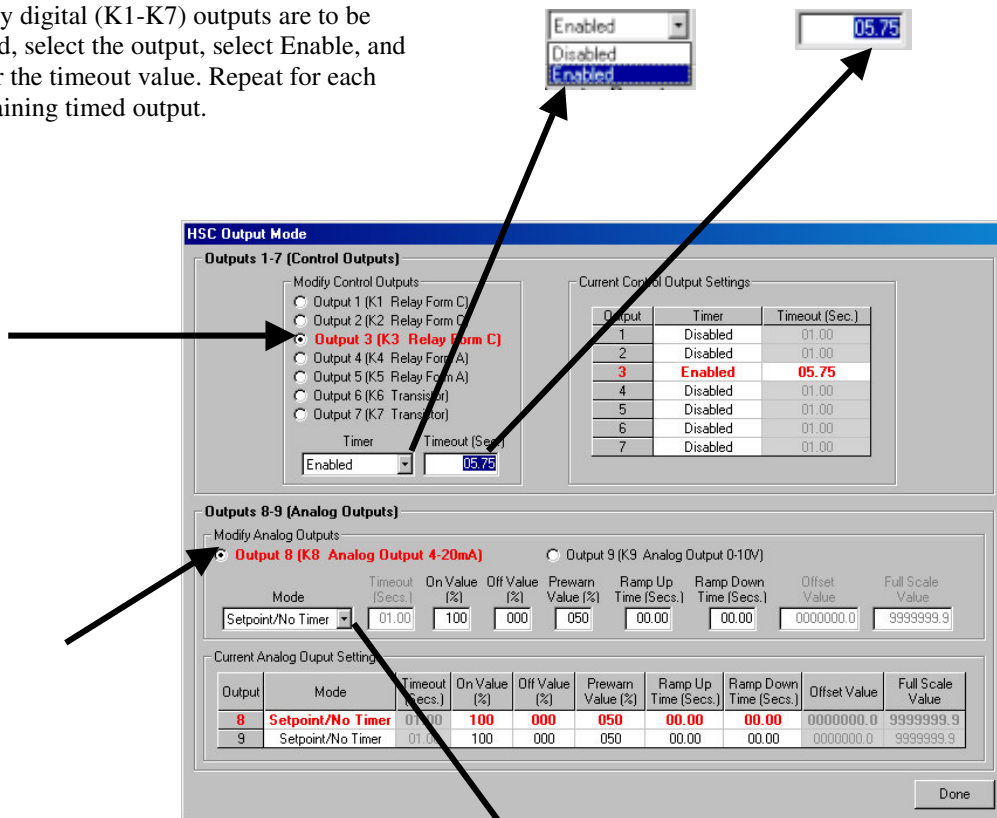 y digital (K1-K7) outputs are to be
d, select the output, select Enable, and
r the timeout value. Repeat for each
aining timed output.
Enabled
Disabled
Enabled
05.75
HSC Output Mode
Outputs 1-7 (Control Outputs)
Modify Control Outputs
Output 1 (K1 Relay Form C)
Output 2 (K2 Relay Form C)
Output 3 (K3 Relay Form C)
Output 4 (K4 Relay Form A)
Output 5 (K5 Relay Form A)
Output 6 (K6 Transistor)
Output 7 (K7 Transistor)
Timer Timeout (Sec.)
Enabled 05.75
Current Control Output Settings
Output Timer Timeout (Sec.)
1 Disabled 01.00
2 Disabled 01.00
3 Enabled 05.75
4 Disabled 01.00
5 Disabled 01.00
6 Disabled 01.00
7 Disabled 01.00
Outputs 8-9 (Analog Outputs)
Modify Analog Outputs
Output 8 (K8 Analog Output 4-20mA) Output 9 (K9 Analog Output 0-10V)
Timeout On Value Off Value Prewarn Ramp Up Ramp Down Offset Full Scale
Mode (Secs.) (%) (%) Value (%) Time (Secs.) Time (Secs.) Value Value
Setpoint/No Timer 01.00 100 000 050 00.00 00.00 0000000.0 9999999.9
Current Analog Ouput Setting
Timeout On Value Off Value Prewarn Ramp Up Ramp Down Full Scale
Output Mode (Secs.) (%) (%) Value (%) Time (Secs.) Time (Secs.) Offset Value Value
8 Setpoint/No Timer 01.00 100 000 050 00.00 00.00 0000000.0 9999999.9
9 Setpoint/No Timer 01.00 100 000 050 00.00 00.00 0000000.0 9999999.9
Done